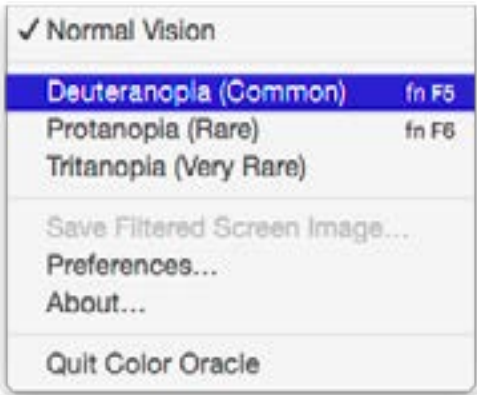 ✓ Normal Vision
Deuteranopia (Common) fn F5
Protanopia (Rare) fn F6
Tritanopia (Very Rare)
Save Filtered Screen Image...
Preferences...
About...
Quit Color Oracle